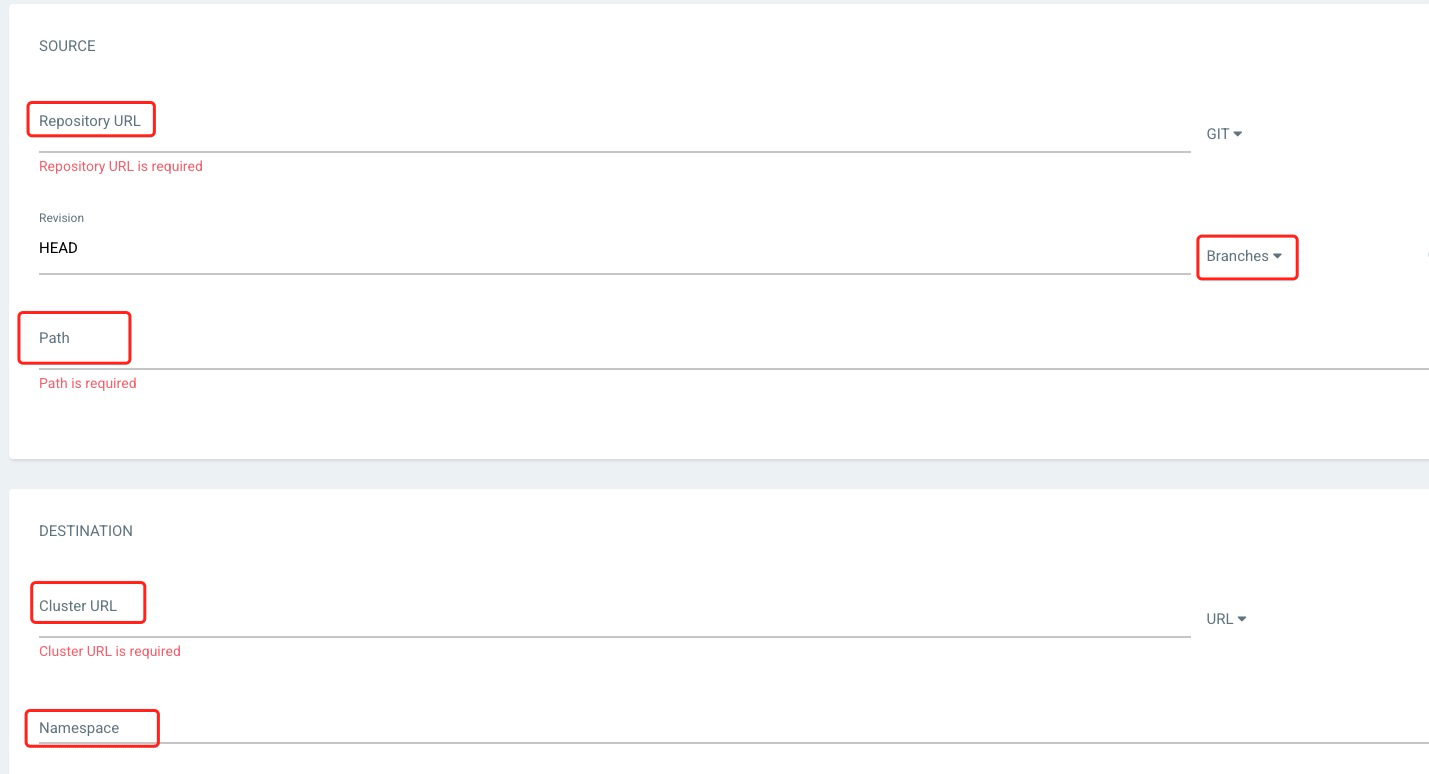 SOURCE
Repository URL
GIT
Repository URL is required
Revision
HEAD
Branches
Path
Path is required
DESTINATION
Cluster URL
URL
Cluster URL is required
Namespace